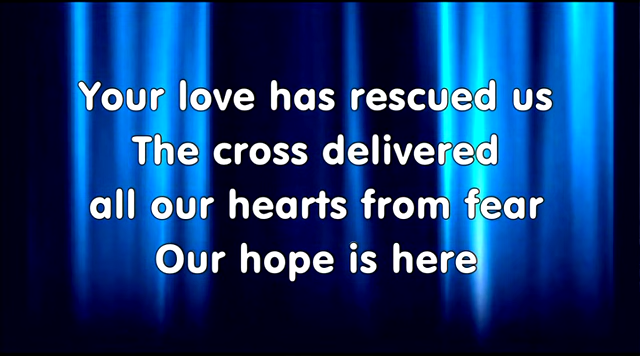 Your love has rescued us
The cross delivered
all our hearts from fear
Our hope is here